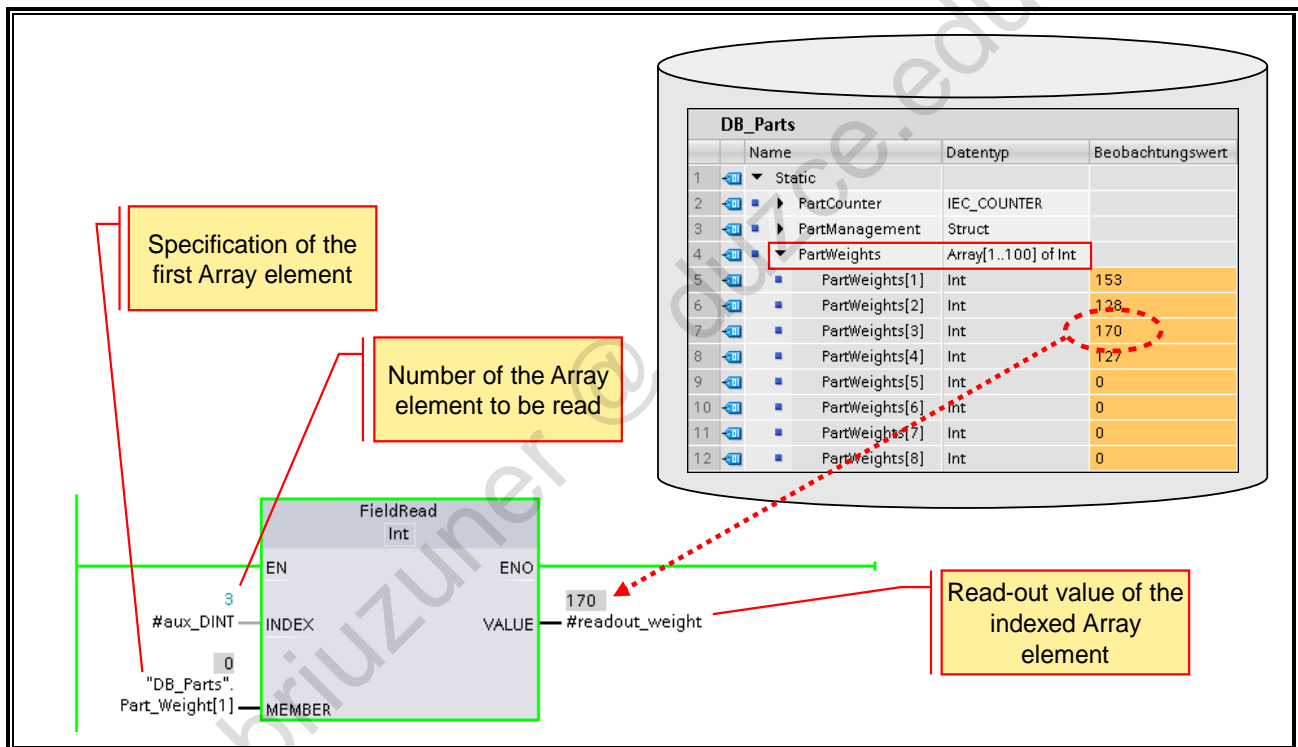 DB_Parts
Name Datentyp Beobachtungswert
1 Static
2 PartCounter IEC_COUNTER
3 PartManagement Struct
4 PartWeights Array[1..100] of Int
5 PartWeights[1] Int 153
6 PartWeights[2] Int 128
7 PartWeights[3] Int 170
8 PartWeights[4] Int 127
9 PartWeights[5] Int 0
10 PartWeights[6] Int 0
11 PartWeights[7] Int 0
12 PartWeights[8] Int 0
Specification of the
first Array element
Number of the Array
element to be read
FieldRead
Int
EN ENO
3
#aux_DINT INDEX
170
VALUE #readout_weight
0
"DB_Parts".
Part_Weight[1] MEMBER
Read-out value of the
indexed Array
element
briuzuner @ duzce.edu